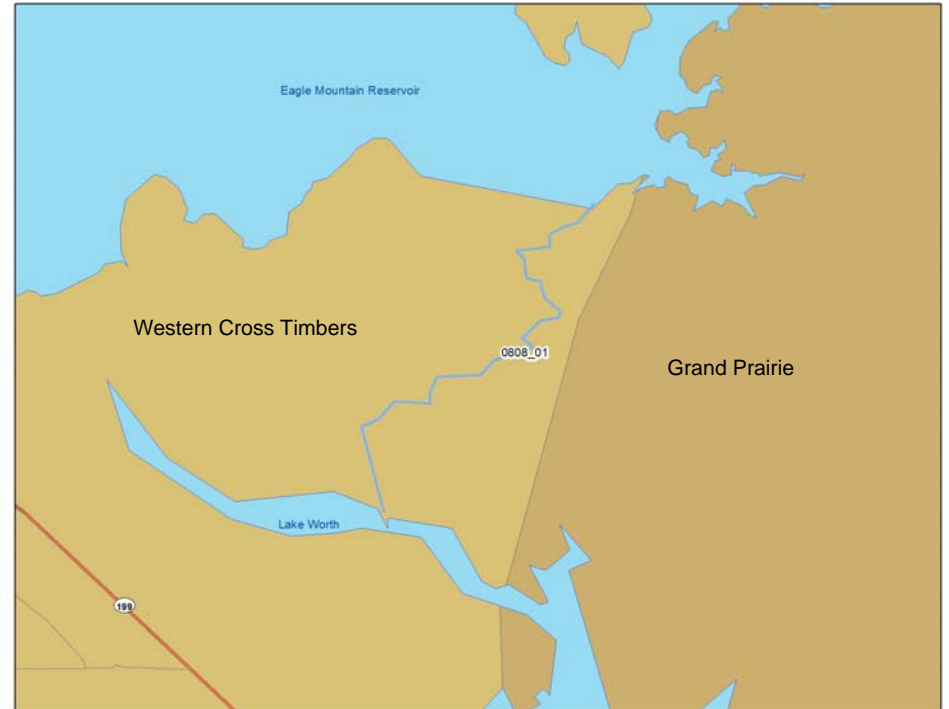 Eagle Mountain Reservoir
Western Cross Timbers
0808_01
Grand Prairie
Lake Worth
199